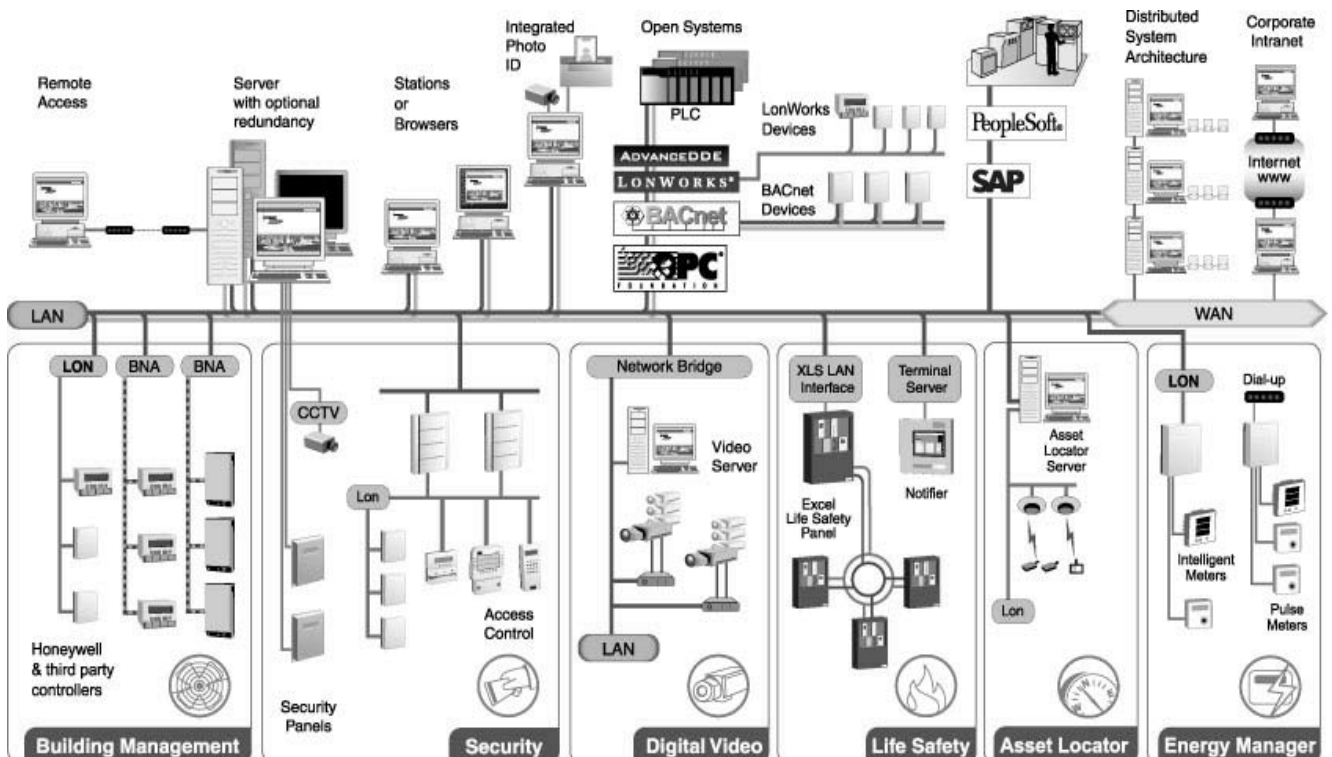 Remote
Access
Server
with optional
redundancy
Stations
or
Browsers
Integrated
Photo
ID
Open Systems
PLC
ADVANCEDDE
LONWORKS®
BACnet
OPC®
FOUNDATION
LonWorks
Devices
BACnet
Devices
PEOPLESOFT®
SAP
Distributed
System
Architecture
Corporate
Intranet
Internet
WWW
LAN
WAN
LON
BNA
BNA
Honeywell
& third party
controllers
Building Management
CCTV
Lon
Security
Panels
Access
Control
Security
Network Bridge
Video
Server
LAN
Digital Video
XLS LAN
Interface
Terminal
Server
Excel
Life Safety
Panel
Notifier
Life Safety
Asset
Locator
Server
Lon
Asset Locator
LON
Dial-up
Intelligent
Meters
Pulse
Meters
Energy Manager